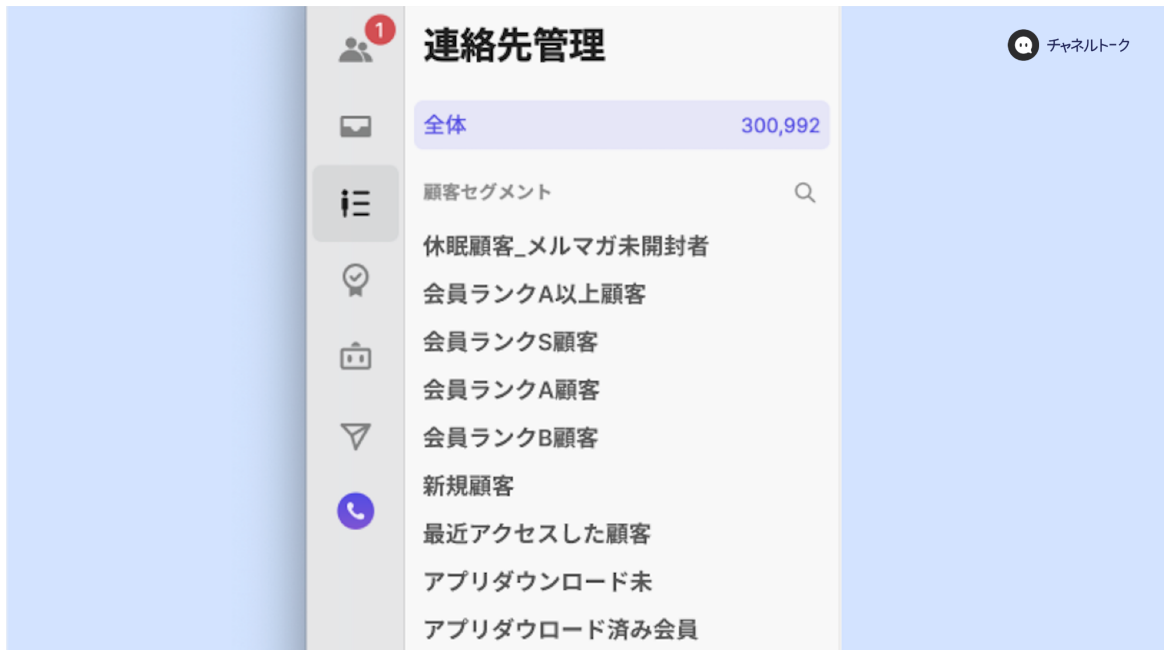 1
連絡先管理
チャネルトーク
全体 300,992
顧客セグメント
休眠顧客_メルマガ未開封者
会員ランクA以上顧客
会員ランクS顧客
会員ランクA顧客
会員ランクB顧客
新規顧客
最近アクセスした顧客
アプリダウンロード未
アプリダウロード済み会員